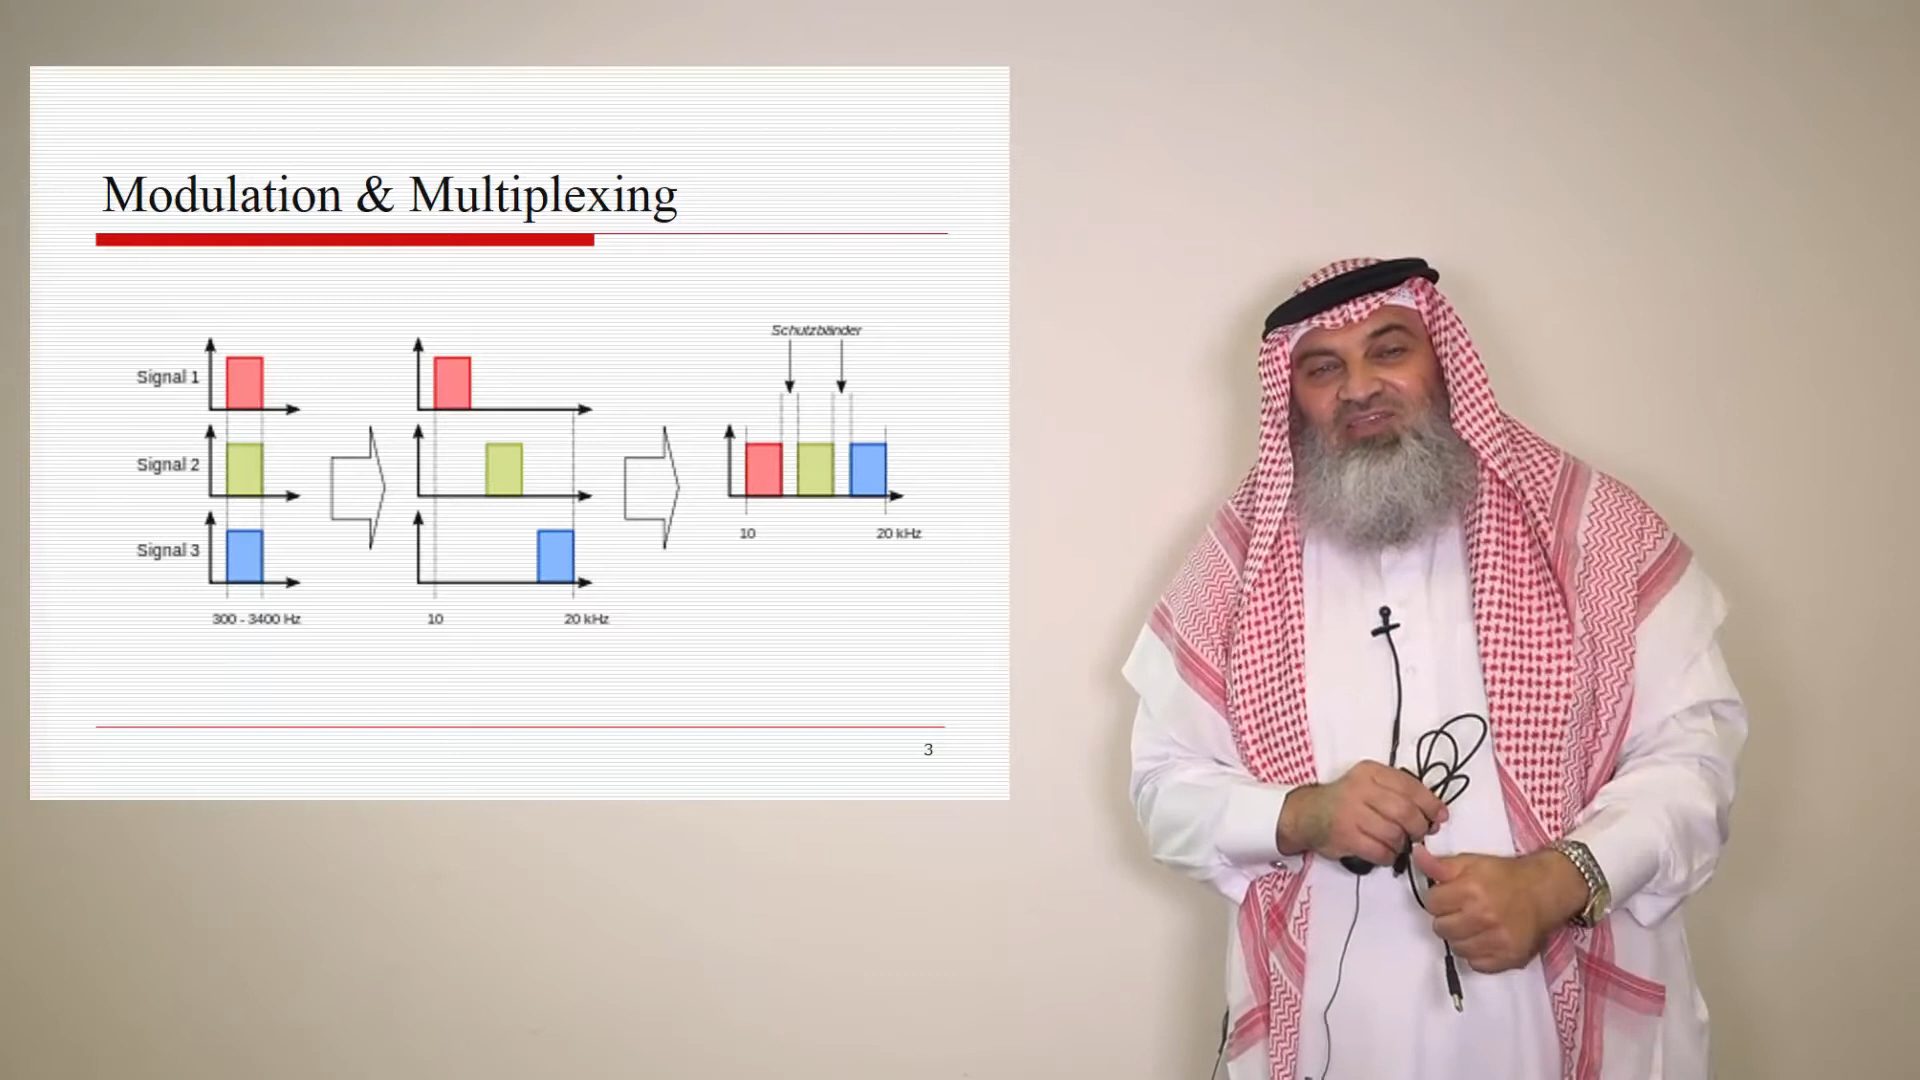 Modulation & Multiplexing
Schutzbänder
Signal 1
Signal 2
Signal 3
10
20 kHz
300 - 3400 Hz
10
20 kHz
3